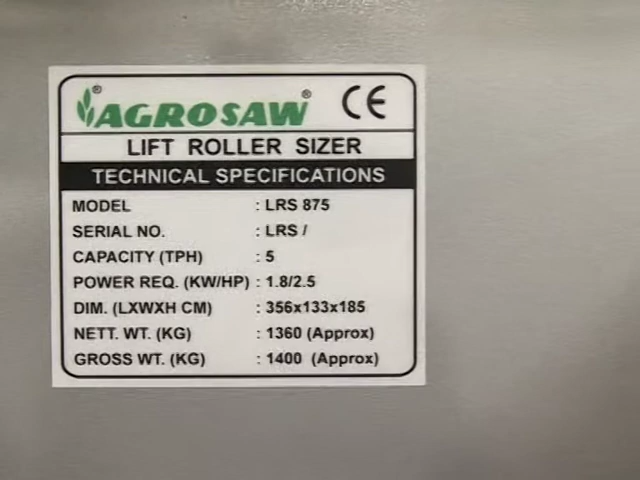 ® AGROSAW ® CE
LIFT ROLLER SIZER
TECHNICAL SPECIFICATIONS
MODEL : LRS 875
SERIAL NO. : LRS /
CAPACITY (TPH) : 5
POWER REQ. (KW/HP) : 1.8/2.5
DIM. (LXWXH CM) : 356x133x185
NETT. WT. (KG) : 1360 (Approx)
GROSS WT. (KG) : 1400 (Approx)